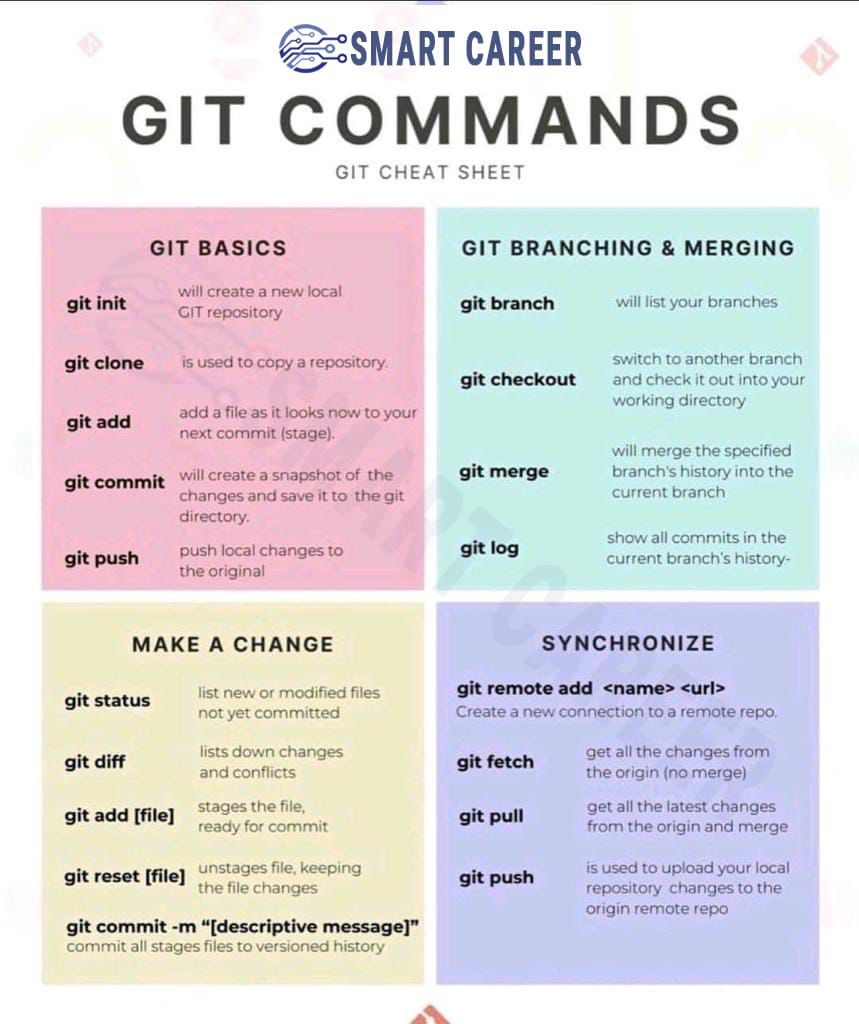 SMART CAREER
GIT COMMANDS
GIT CHEAT SHEET
GIT BASICS
git init
will create a new local
GIT repository
git clone
is used to copy a repository.
git add
add a file as it looks now to your
next commit (stage).
git commit
will create a snapshot of the
changes and save it to the git
directory.
git push
push local changes to
the original
GIT BRANCHING & MERGING
git branch
will list your branches
git checkout
switch to another branch
and check it out into your
working directory
git merge
will merge the specified
branch's history into the
current branch
git log
show all commits in the
current branch's history-
MAKE A CHANGE
git status
list new or modified files
not yet committed
git diff
lists down changes
and conflicts
git add [file]
stages the file,
ready for commit
git reset [file]
unstages file, keeping
the file changes
git commit -m “[descriptive message]”
commit all stages files to versioned history
SYNCHRONIZE
git remote add <name> <url>
Create a new connection to a remote repo.
git fetch
get all the changes from
the origin (no merge)
git pull
get all the latest changes
from the origin and merge
git push
is used to upload your local
repository changes to the
origin remote repo
SMART CAREER